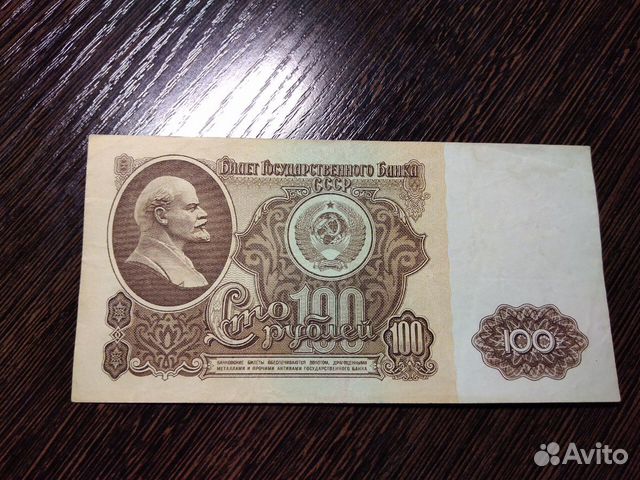 Билет Государственного Банка
СССР
Сто 100
рублей
100
100
БАНКОВСКИЕ БИЛЕТЫ ОБЕСПЕЧИВАЮТСЯ ЗОЛОТОМ, ДРАГОЦЕННЫМИ
МЕТАЛЛАМИ И ПРОЧИМИ АКТИВАМИ ГОСУДАРСТВЕННОГО БАНКА
Avito